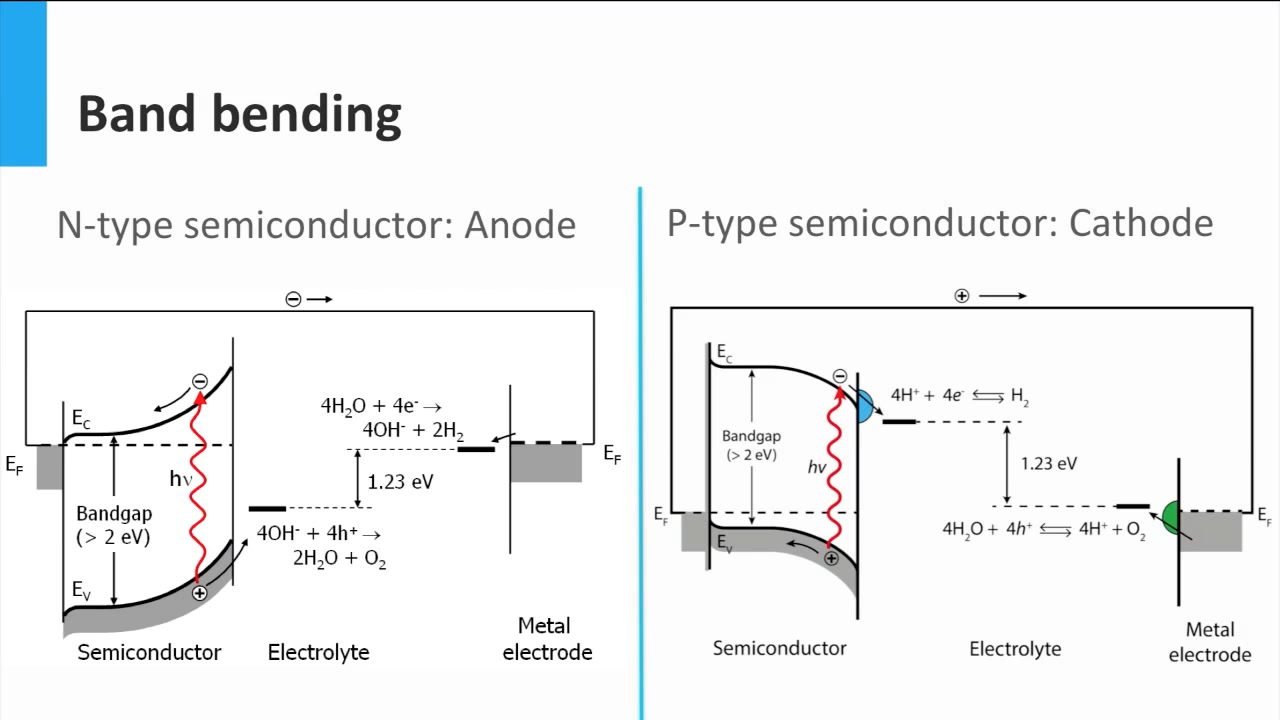 Band bending
N-type semiconductor: Anode
⊖ →
E_C
⊖
4H₂O + 4e⁻ →
4OH⁻ + 2H₂
E_F
E_F
hν
1.23 eV
Bandgap
(> 2 eV)
4OH⁻ + 4h⁺ →
2H₂O + O₂
E_V
⊕
Metal
electrode
Semiconductor
Electrolyte
P-type semiconductor: Cathode
⊕ →
E_C
⊖
4H⁺ + 4e⁻ ⇌ H₂
Bandgap
(> 2 eV)
hν
1.23 eV
E_F
E_F
4H₂O + 4h⁺ ⇌ 4H⁺ + O₂
E_V
⊕
Metal
electrode
Semiconductor
Electrolyte